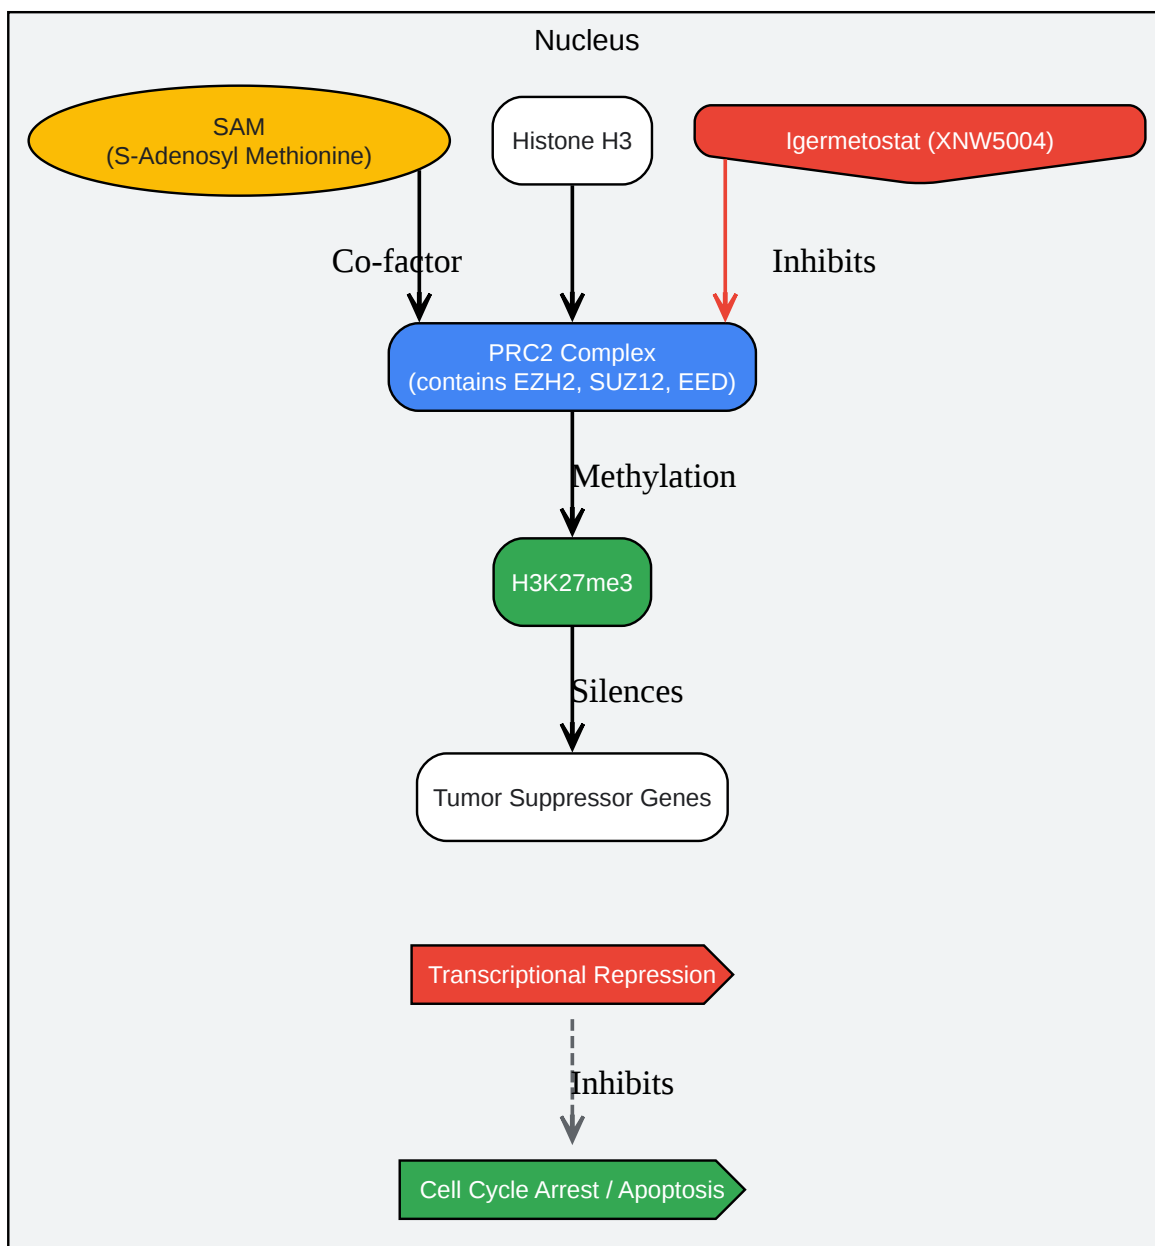 Nucleus
SAM
(S-Adenosyl Methionine)
Histone H3
Igermetostat (XNW5004)
Co-factor
Inhibits
PRC2 Complex
(contains EZH2, SUZ12, EED)
Methylation
H3K27me3
Silences
Tumor Suppressor Genes
Transcriptional Repression
Inhibits
Cell Cycle Arrest / Apoptosis